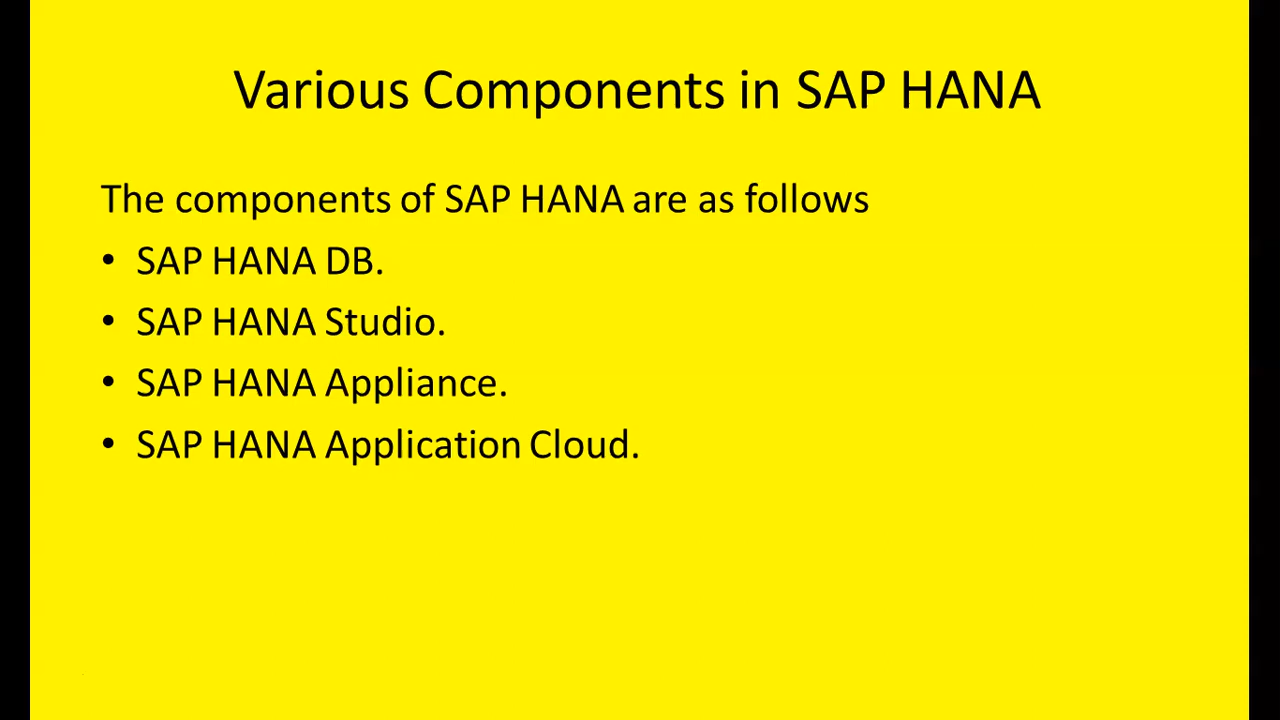 Various Components in SAP HANA
The components of SAP HANA are as follows
• SAP HANA DB.
• SAP HANA Studio.
• SAP HANA Appliance.
• SAP HANA Application Cloud.